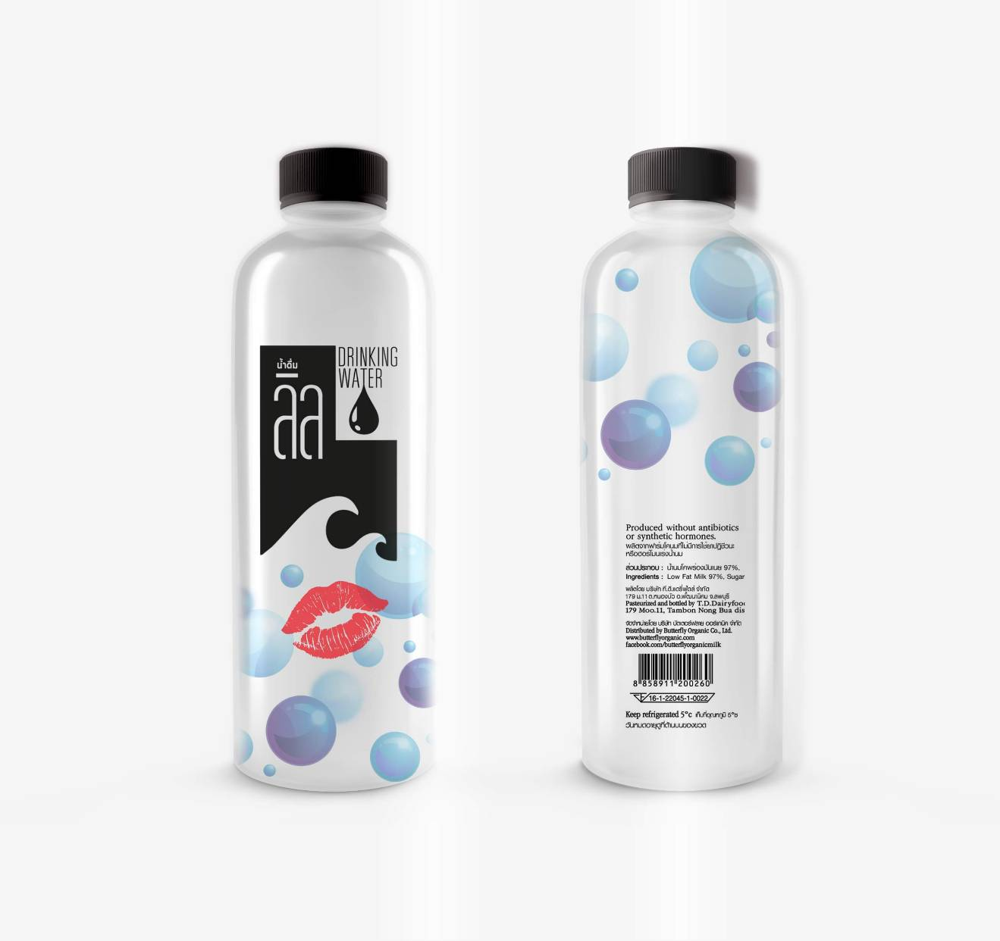 น้ำดื่ม
ลิล
DRINKING
WATER
Produced without antibiotics
or synthetic hormones.
ผลิตจากฟาร์มโคนมที่ไม่มีการใช้ยาปฏิชีวนะ
หรือฮอร์โมนเร่งน้ำนม
ส่วนประกอบ : น้ำนมโคพร่องมันเนย 97%,
Ingredients : Low Fat Milk 97%, Sugar
ผลิตโดย บริษัท ที.ดี.แดรี่ฟู้ดส์ จำกัด
179 ม.11 ต.หนองบัว อ.พัฒนานิคม จ.ลพบุรี
Pasteurized and bottled by T.D.Dairyfoo
179 Moo.11, Tambon Nong Bua dis
จัดจำหน่ายโดย บริษัท บัตเตอร์ฟลาย ออร์แกนิค จำกัด
Distributed by Butterfly Organic Co., Ltd.
www.butterflyorganic.com
facebook.com/butterflyorganicmilk
8 858911 200260
16-1-22045-1-0022
Keep refrigerated 5°c เก็บที่อุณหภูมิ 5°ซ
วันหมดอายุดูที่ด้านบนของขวด